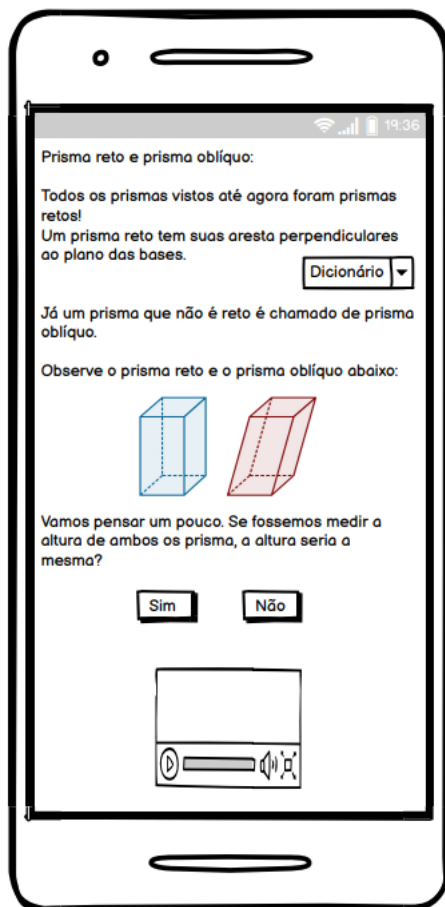 19:36
Prisma reto e prisma oblíquo:
Todos os prismas vistos até agora foram prismas
retos!
Um prisma reto tem suas aresta perpendiculares
ao plano das bases.
Dicionário
Já um prisma que não é reto é chamado de prisma
oblíquo.
Observe o prisma reto e o prisma oblíquo abaixo:
Vamos pensar um pouco. Se fossemos medir a
altura de ambos os prisma, a altura seria a
mesma?
Sim
Não